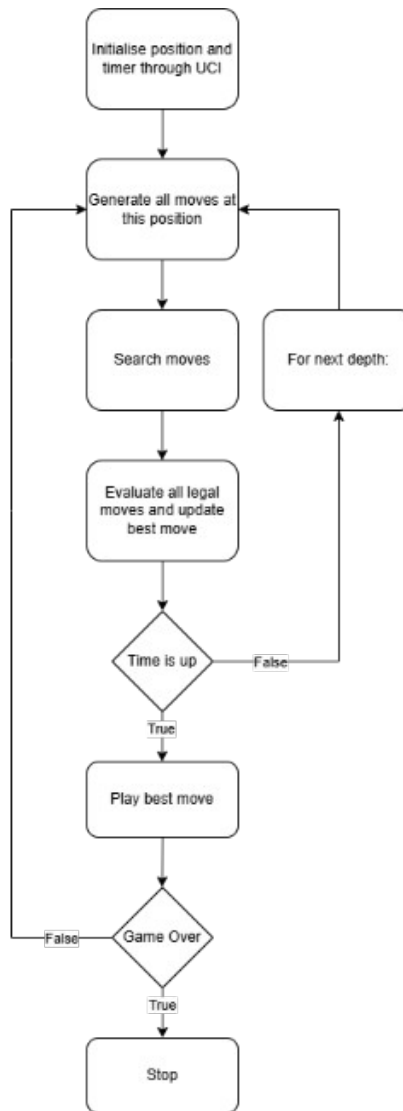 Initialise position and
timer through UCI
Generate all moves at
this position
Search moves
For next depth:
Evaluate all legal
moves and update
best move
Time is up
False
True
Play best move
False
Game Over
True
Stop